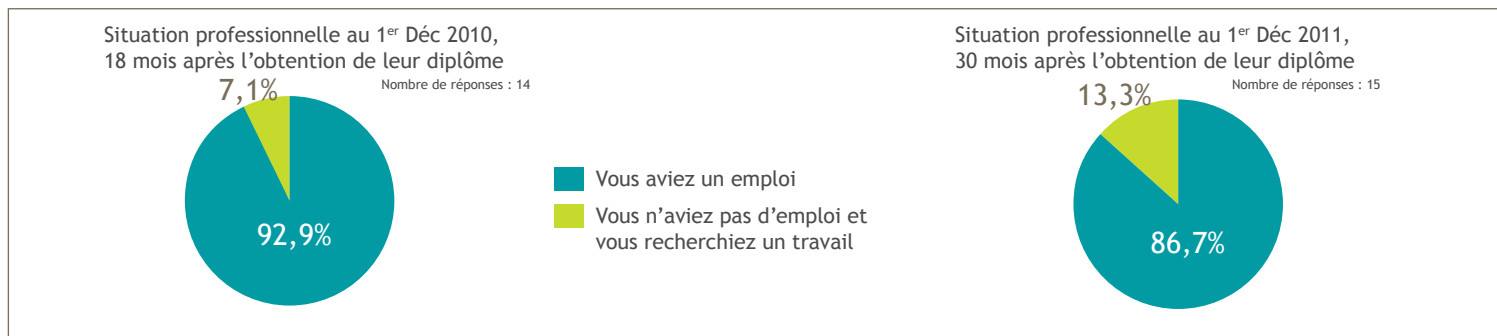 Situation professionnelle au 1er Déc 2010,
18 mois après l’obtention de leur diplôme
Nombre de réponses : 14
7,1%
92,9%
Vous aviez un emploi
Vous n’aviez pas d’emploi et
vous recherchiez un travail
Situation professionnelle au 1er Déc 2011,
30 mois après l’obtention de leur diplôme
Nombre de réponses : 15
13,3%
86,7%